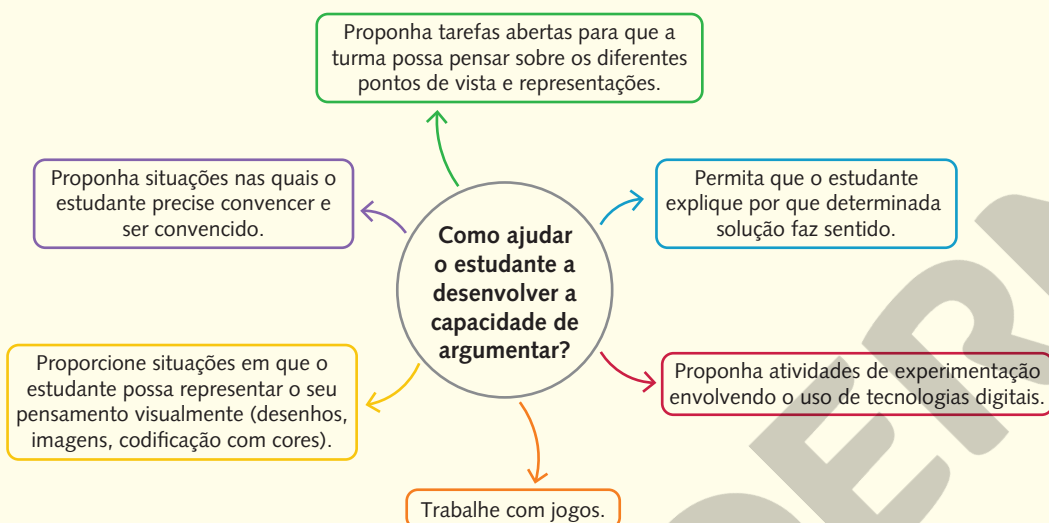 Proponha tarefas abertas para que a
turma possa pensar sobre os diferentes
pontos de vista e representações.
Proponha situações nas quais o
estudante precise convencer e
ser convencido.
Permita que o estudante
explique por que determinada
solução faz sentido.
Como ajudar
o estudante a
desenvolver a
capacidade de
argumentar?
Proporcione situações em que o
estudante possa representar o seu
pensamento visualmente (desenhos,
imagens, codificação com cores).
Proponha atividades de experimentação
envolvendo o uso de tecnologias digitais.
Trabalhe com jogos.